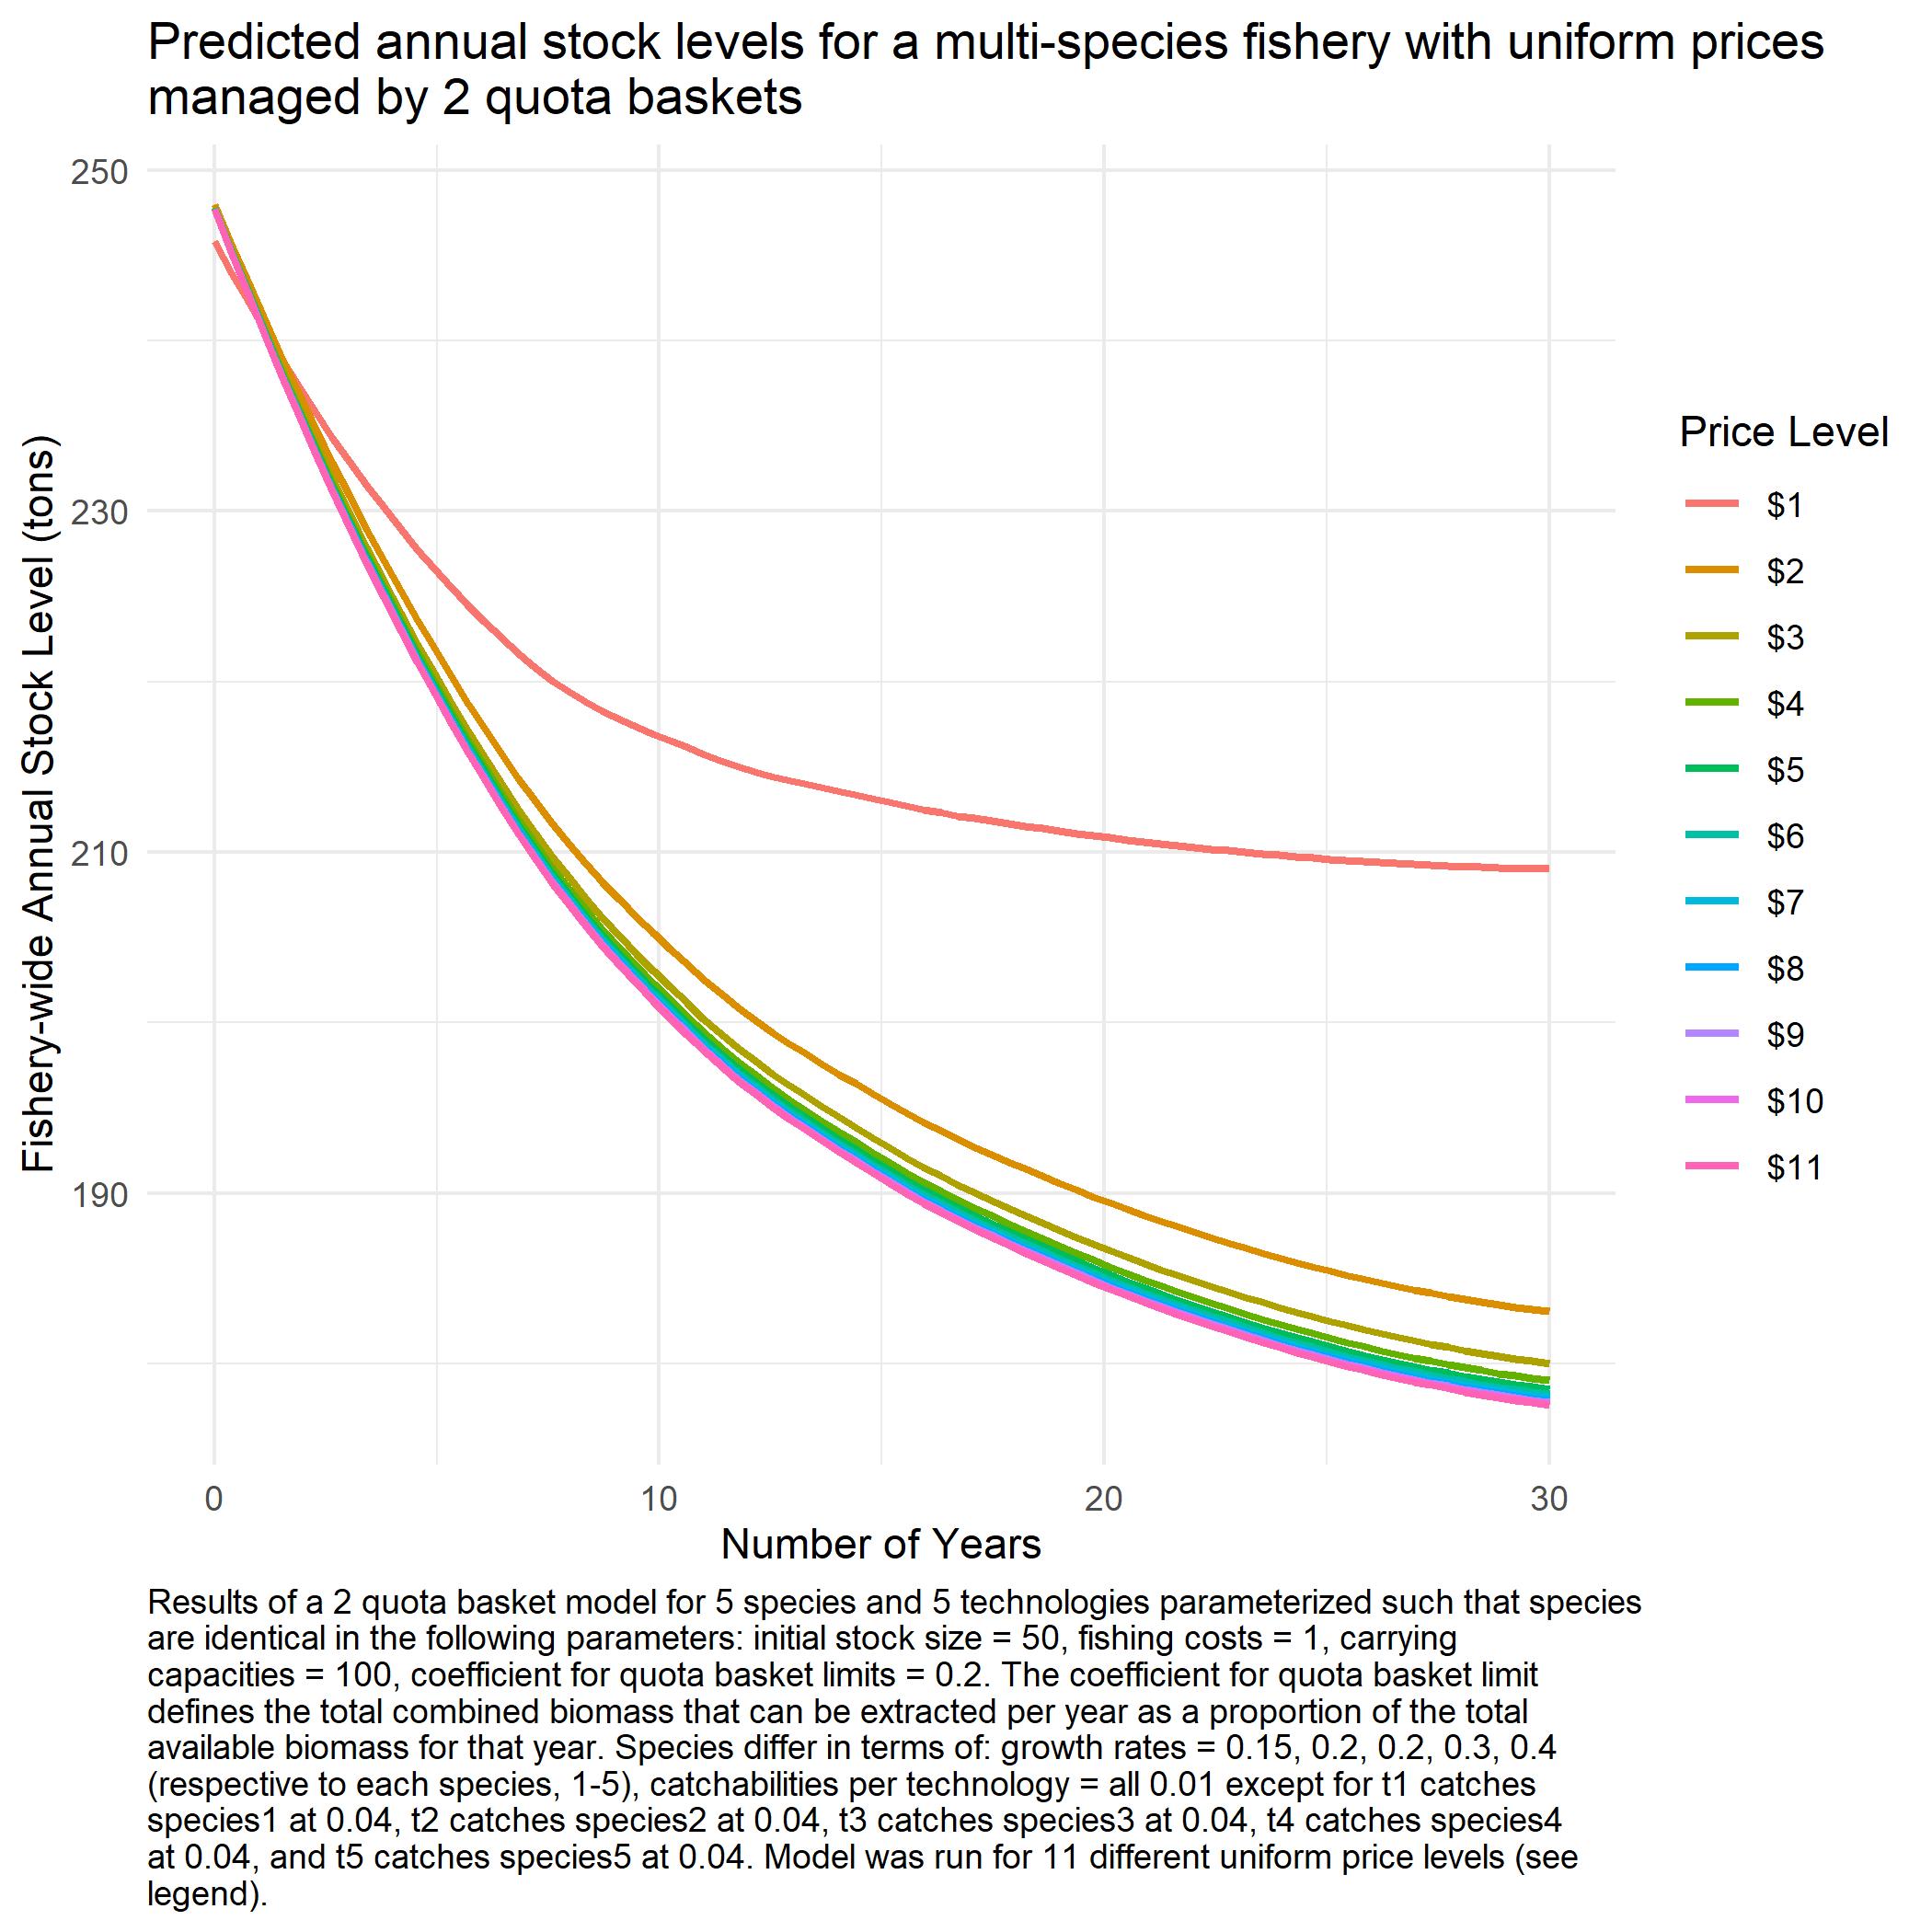 Predicted annual stock levels for a multi-species fishery with uniform prices
managed by 2 quota baskets
Fishery-wide Annual Stock Level (tons)
250
230
210
190
0
10
20
30
Number of Years
Price Level
$1
$2
$3
$4
$5
$6
$7
$8
$9
$10
$11
Results of a 2 quota basket model for 5 species and 5 technologies parameterized such that species
are identical in the following parameters: initial stock size = 50, fishing costs = 1, carrying
capacities = 100, coefficient for quota basket limits = 0.2. The coefficient for quota basket limit
defines the total combined biomass that can be extracted per year as a proportion of the total
available biomass for that year. Species differ in terms of: growth rates = 0.15, 0.2, 0.2, 0.3, 0.4
(respective to each species, 1-5), catchabilities per technology = all 0.01 except for t1 catches
species1 at 0.04, t2 catches species2 at 0.04, t3 catches species3 at 0.04, t4 catches species4
at 0.04, and t5 catches species5 at 0.04. Model was run for 11 different uniform price levels (see
legend).